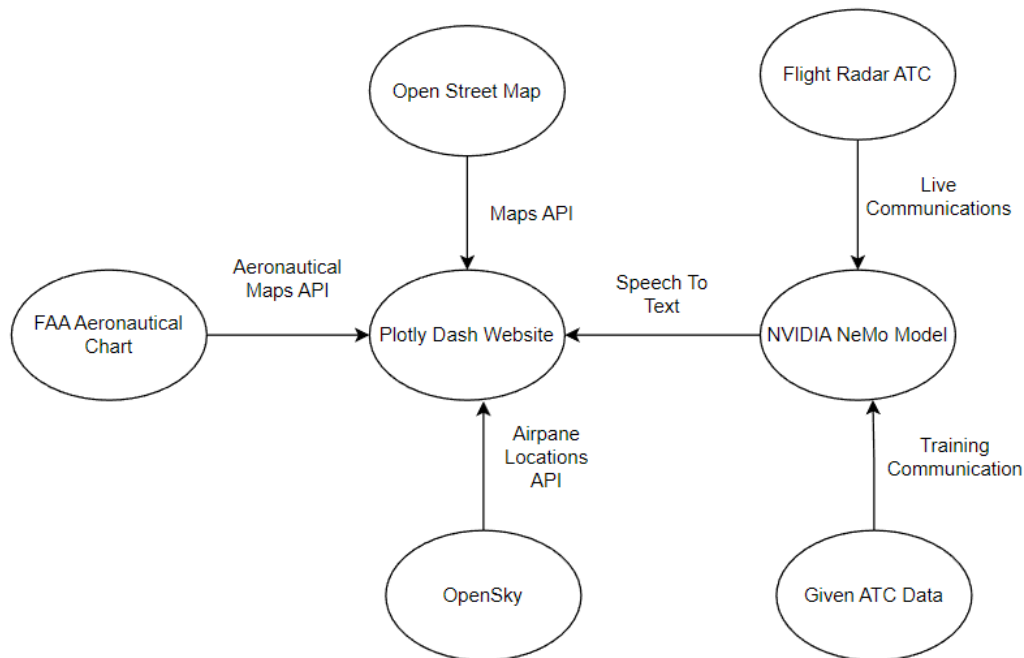 Flight Radar ATC
Open Street Map
Live
Communications
Maps API
Aeronautical
Maps API
Speech To
Text
FAA Aeronautical
Chart
Plotly Dash Website
NVIDIA NeMo Model
Airpane
Locations
API
Training
Communication
OpenSky
Given ATC Data